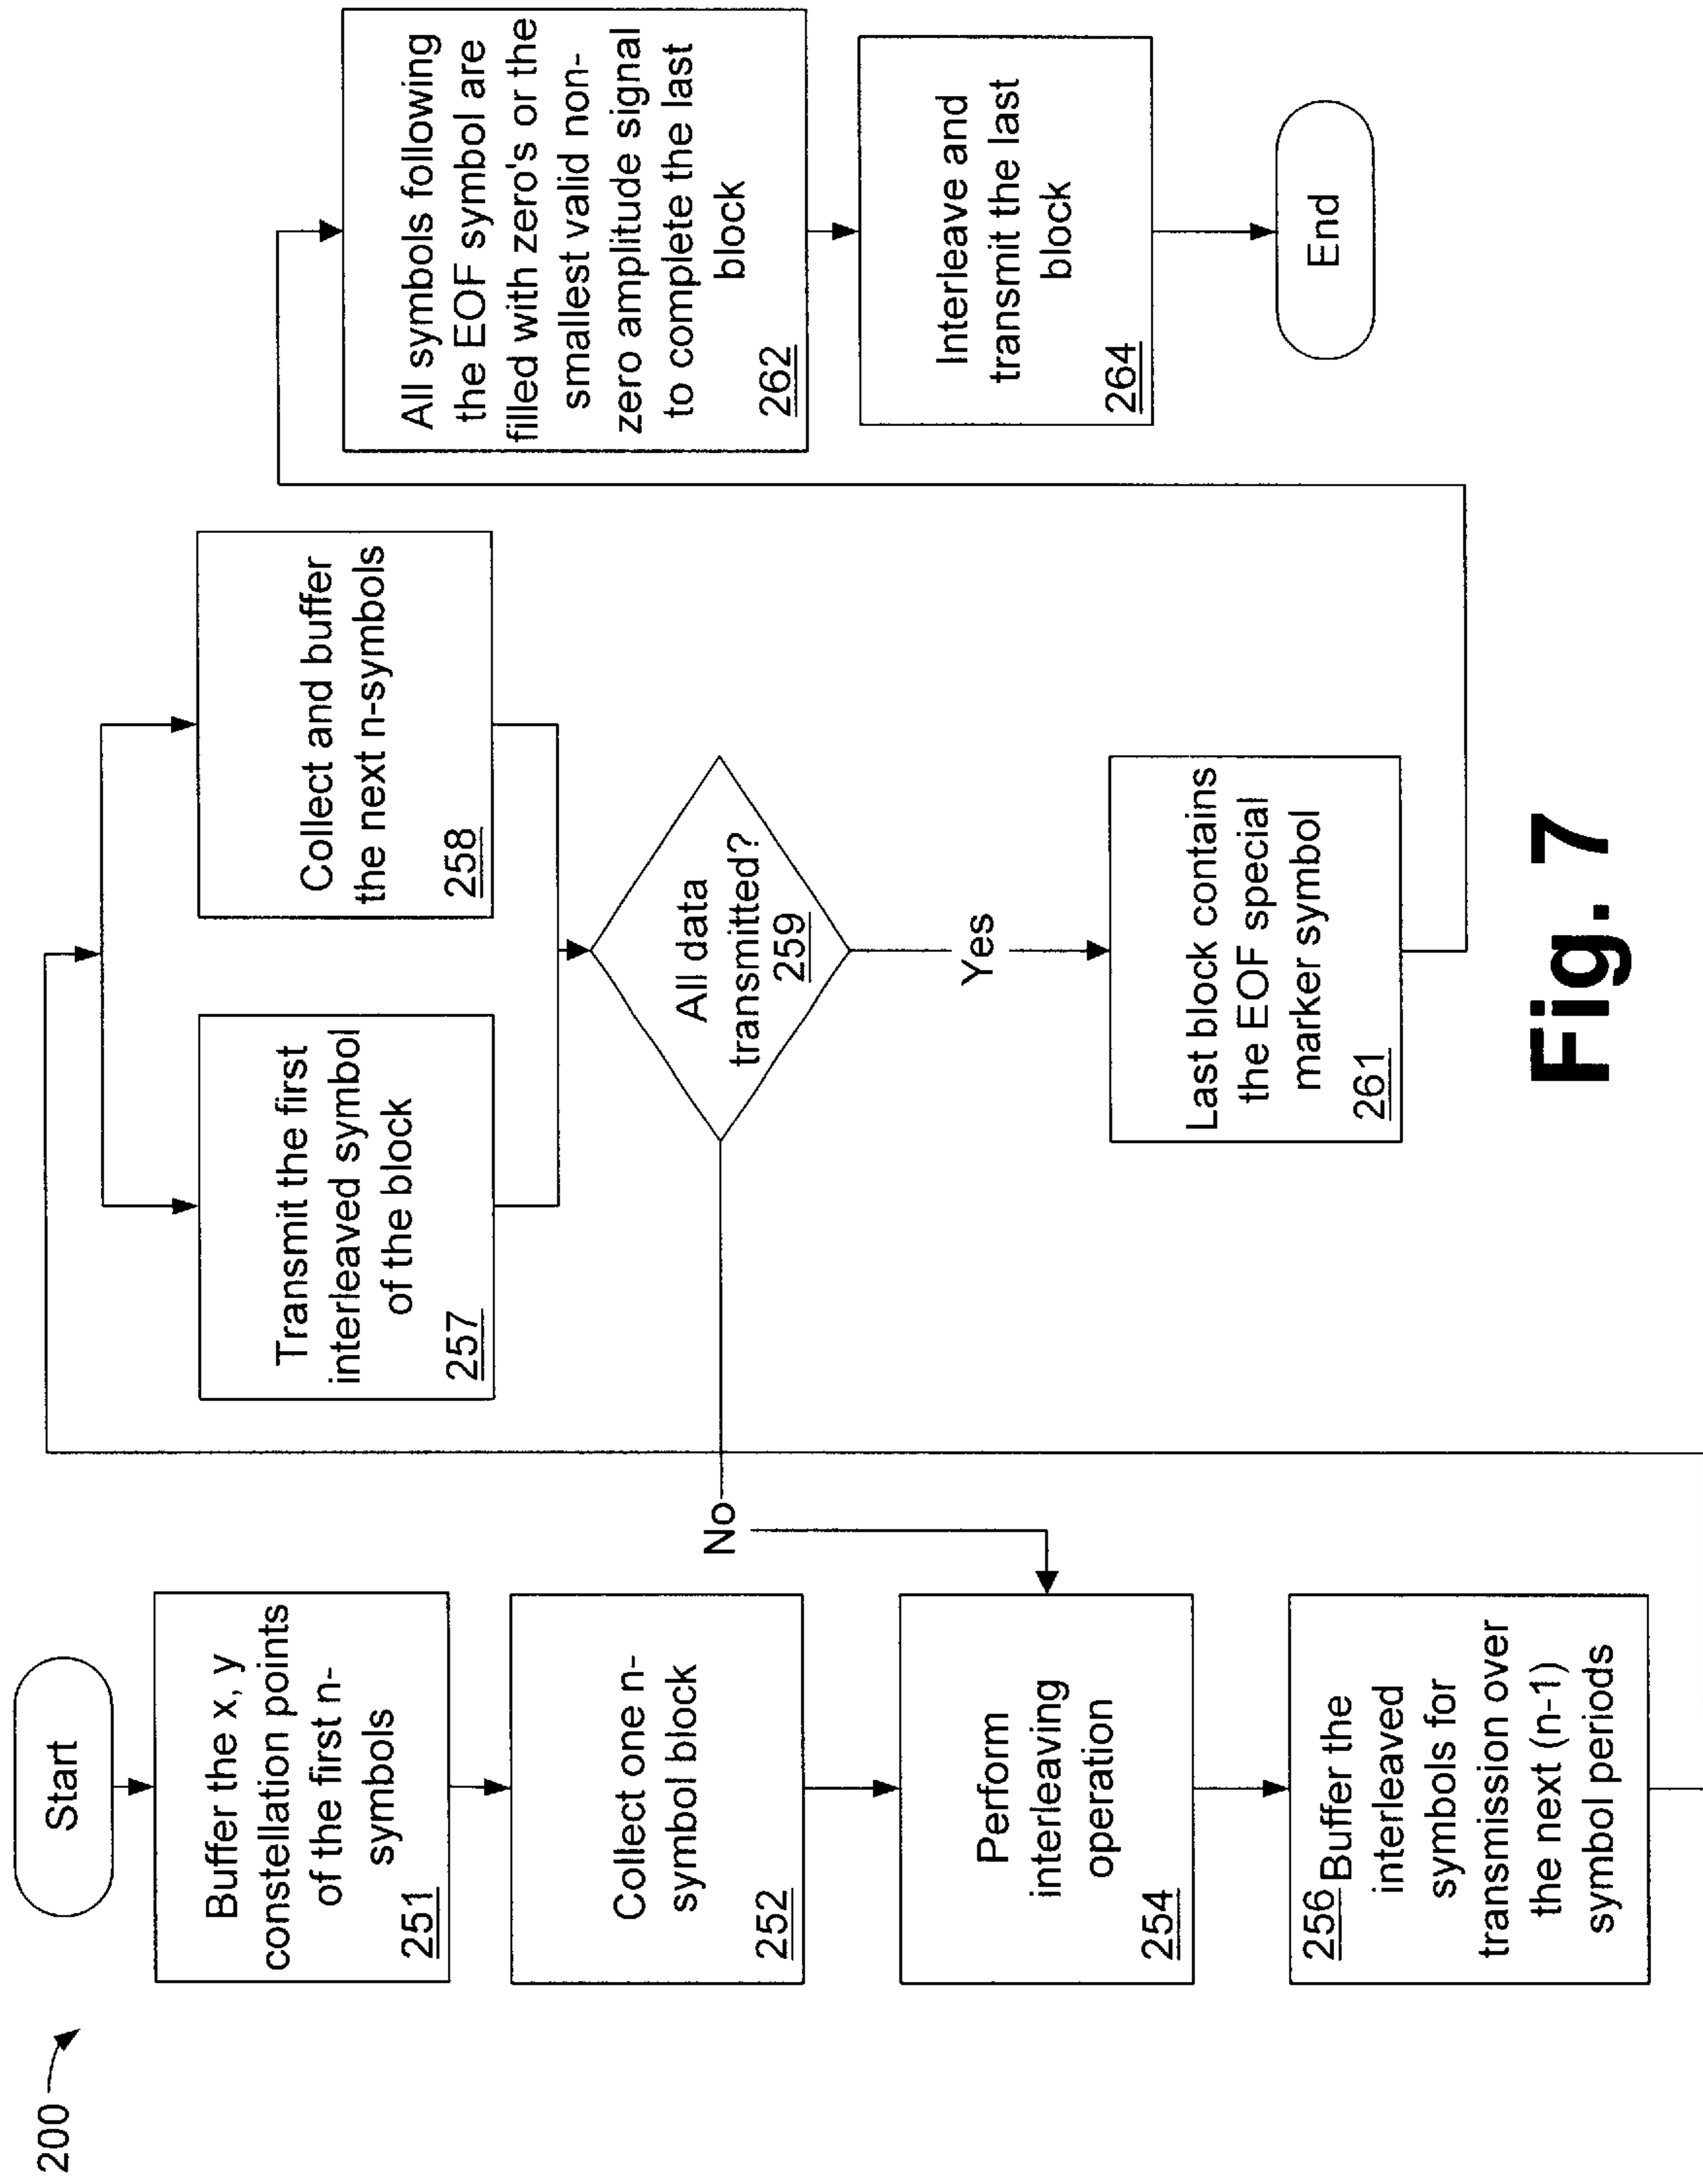 200
Start
Buffer the x, y
constellation points
of the first n-
symbols
251
Collect one n-
symbol block
252
Perform
interleaving
operation
254
256 Buffer the
interleaved
symbols for
transmission over
the next (n-1)
symbol periods
Transmit the first
interleaved symbol
of the block
257
Collect and buffer
the next n-symbols
258
All data
transmitted?
259
No
Yes
Last block contains
the EOF special
marker symbol
261
All symbols following
the EOF symbol are
filled with zero's or the
smallest valid non-
zero amplitude signal
to complete the last
block
262
Interleave and
transmit the last
block
264
End
Fig. 7